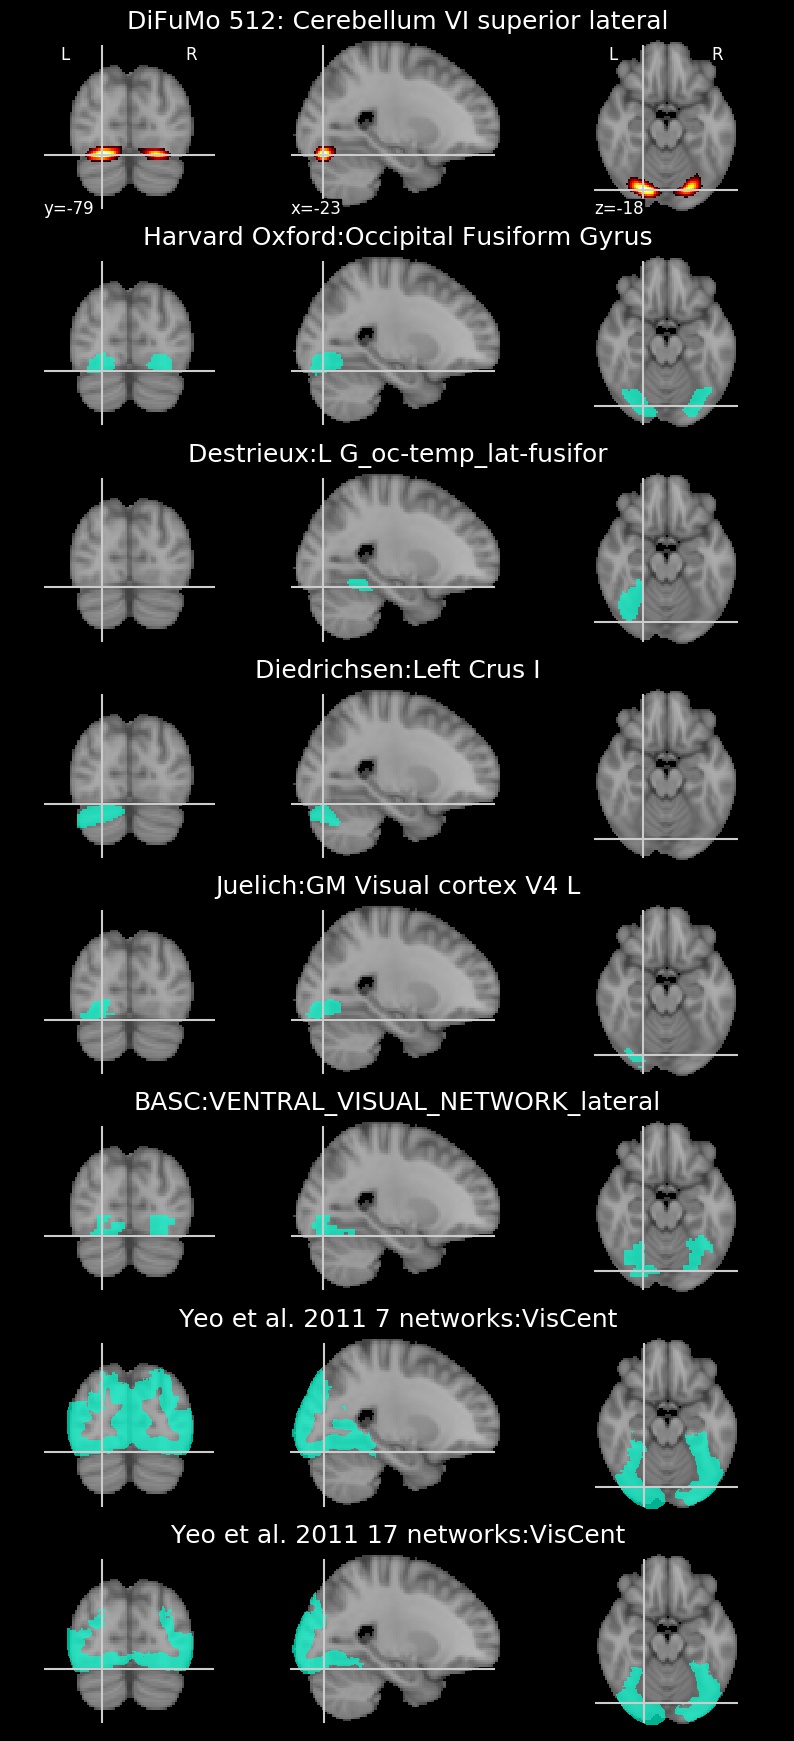 DiFuMo 512: Cerebellum VI superior lateral
L R L R
y=-79 x=-23 z=-18
Harvard Oxford:Occipital Fusiform Gyrus
Destrieux:L G_oc-temp_lat-fusifor
Diedrichsen:Left Crus I
Juelich:GM Visual cortex V4 L
BASC:VENTRAL_VISUAL_NETWORK_lateral
Yeo et al. 2011 7 networks:VisCent
Yeo et al. 2011 17 networks:VisCent